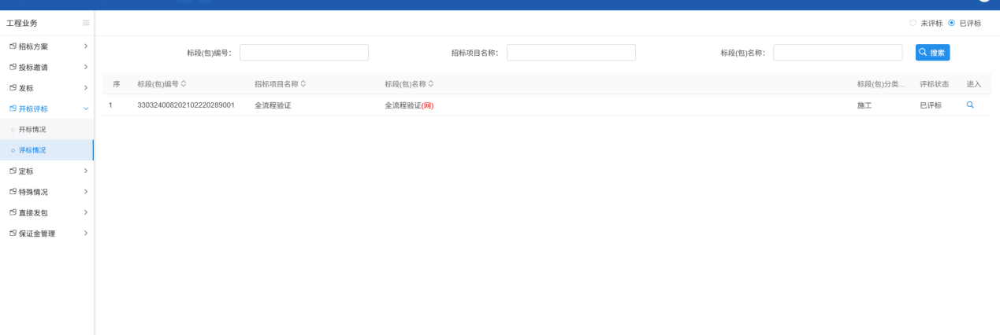 工程业务
未评标 已评标
招标方案
投标邀请
发标
开标评标
开标情况
评标情况
定标
特殊情况
直接发包
保证金管理
标段(包)编号： 招标项目名称： 标段(包)名称： 搜索
序 标段(包)编号 招标项目名称 标段(包)名称 标段(包)分类... 评标状态 进入
1 330324008202102220289001 全流程验证 全流程验证(网) 施工 已评标